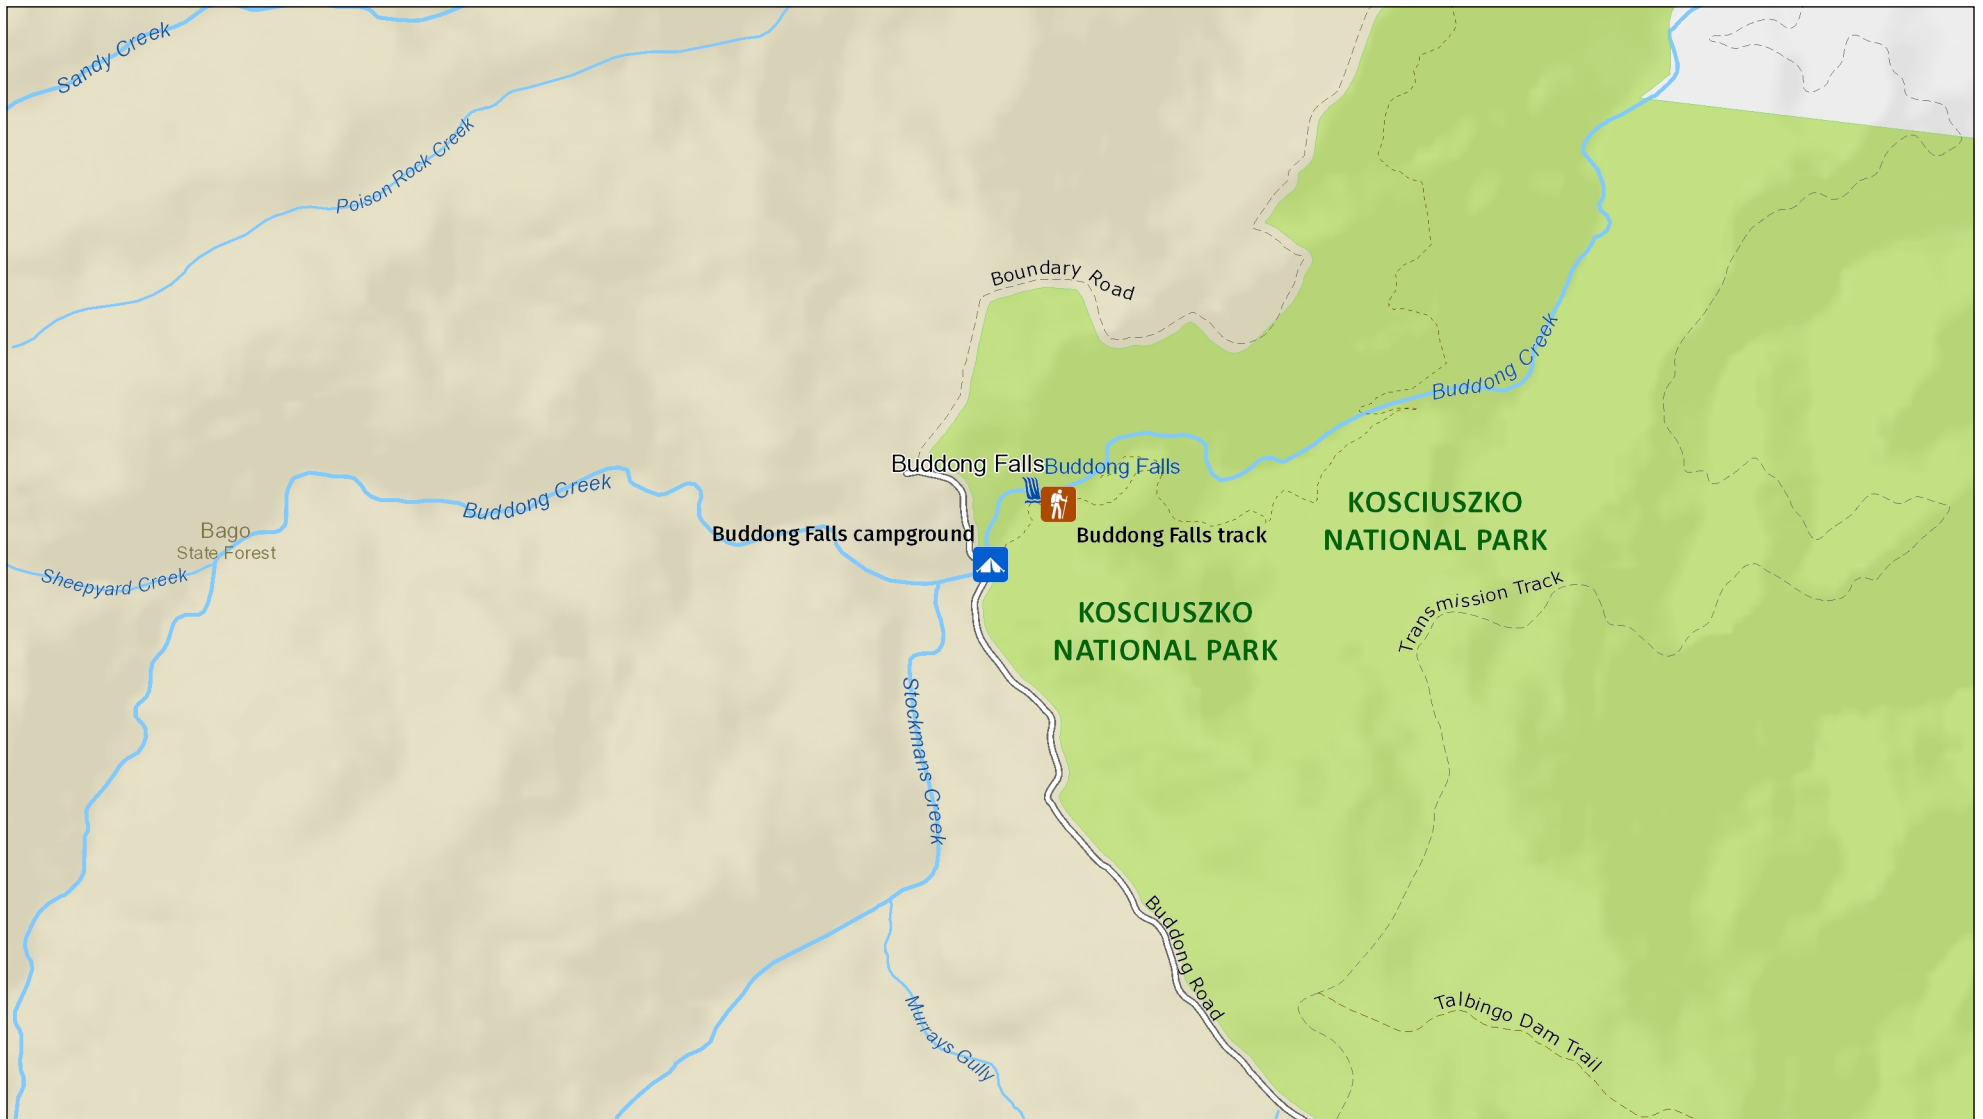 Sandy Creek
Poison Rock Creek
Boundary Road
Buddong Creek
Buddong Falls
Buddong Falls
Buddong Creek
KOSCIUSZKO
NATIONAL PARK
Bago
State Forest
Buddong Falls campground
Buddong Falls track
Sheepyard Creek
Transmission Track
KOSCIUSZKO
NATIONAL PARK
Stockmans Creek
Buddong Road
Murrays Gully
Talbingo Dam Trail